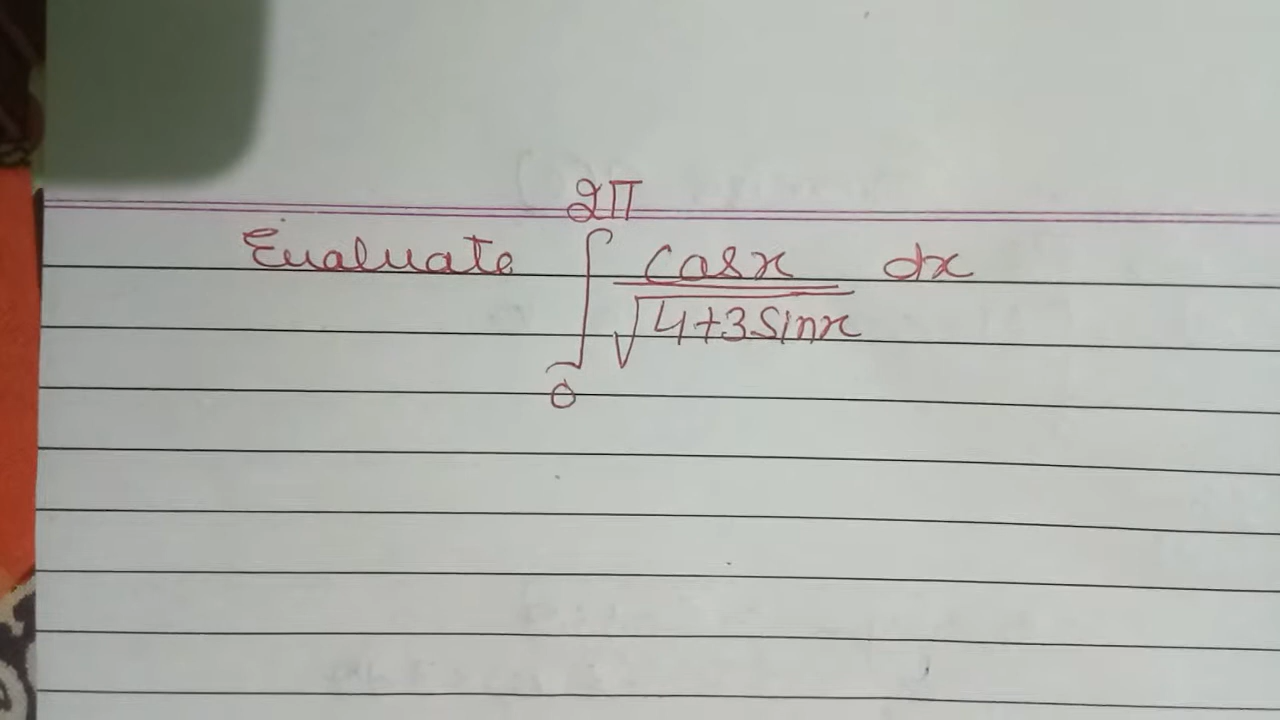 Evaluate ∫₀^2π cosx/√(4+3sinx) dx